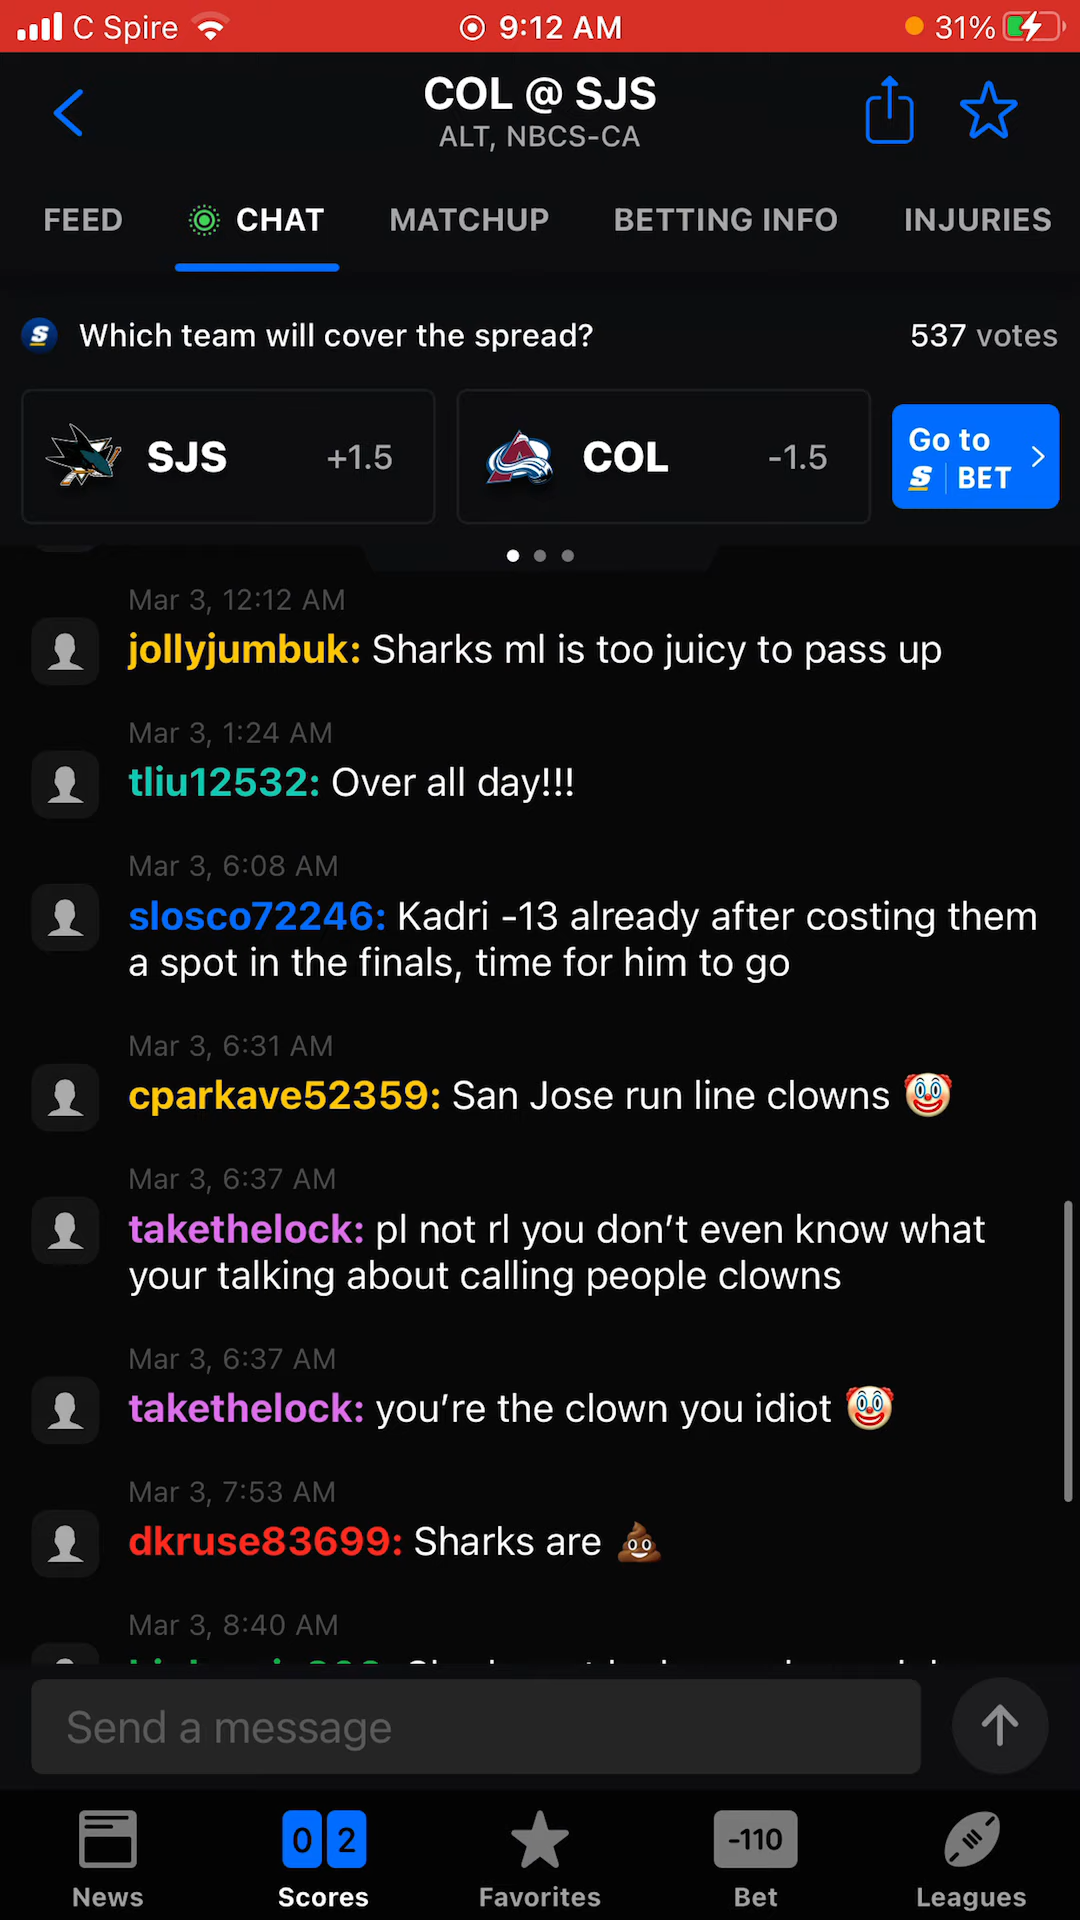 C Spire 9:12 AM 31%
COL @ SJS
ALT, NBCS-CA
FEED CHAT MATCHUP BETTING INFO INJURIES
Which team will cover the spread? 537 votes
SJS +1.5 COL -1.5 Go to
S BET
Mar 3, 12:12 AM
jollyjumbuk: Sharks ml is too juicy to pass up
Mar 3, 1:24 AM
tliu12532: Over all day!!!
Mar 3, 6:08 AM
slosco72246: Kadri -13 already after costing them
a spot in the finals, time for him to go
Mar 3, 6:31 AM
cparkave52359: San Jose run line clowns 🤡
Mar 3, 6:37 AM
takethelock: pl not rl you don’t even know what
your talking about calling people clowns
Mar 3, 6:37 AM
takethelock: you’re the clown you idiot 🤡
Mar 3, 7:53 AM
dkruse83699: Sharks are 💩
Mar 3, 8:40 AM
Send a message
0 2 -110
News Scores Favorites Bet Leagues